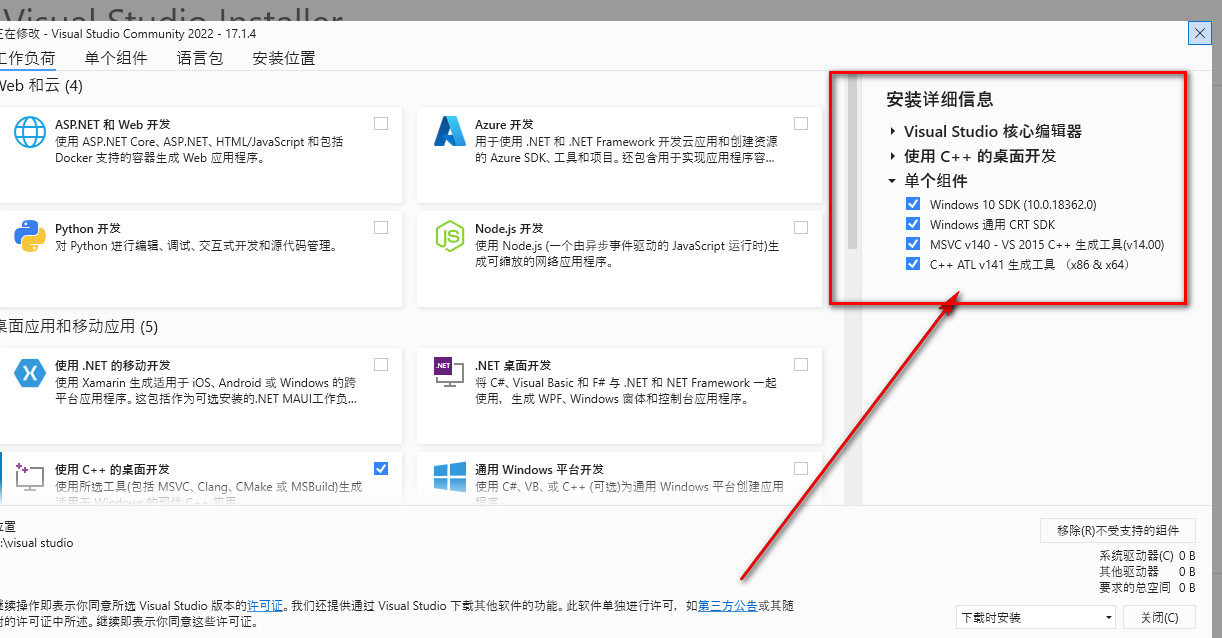 Visual Studio Installer
正在修改 - Visual Studio Community 2022 - 17.1.4
工作负荷 单个组件 语言包 安装位置
Web 和云 (4)
ASP.NET 和 Web 开发
使用 ASP.NET Core、ASP.NET、HTML/JavaScript 和包括
Docker 支持的容器生成 Web 应用程序。
Azure 开发
用于使用 .NET 和 .NET Framework 开发云应用和创建资源
的 Azure SDK、工具和项目。还包含用于实现应用程序容...
Python 开发
对 Python 进行编辑、调试、交互式开发和源代码管理。
Node.js 开发
使用 Node.js (一个由异步事件驱动的 JavaScript 运行时)生
成可缩放的网络应用程序。
桌面应用和移动应用 (5)
使用 .NET 的移动开发
使用 Xamarin 生成适用于 iOS、Android 或 Windows 的跨
平台应用程序。这包括作为可选安装的.NET MAUI工作负...
.NET
.NET 桌面开发
将 C#、Visual Basic 和 F# 与 .NET 和 .NET Framework 一起
使用，生成 WPF、Windows 窗体和控制台应用程序。
使用 C++ 的桌面开发
使用所选工具(包括 MSVC、Clang、CMake 或 MSBuild)生成
适用于 Windows 的现代 C++ 应用
通用 Windows 平台开发
使用 C#、VB、或 C++ (可选)为通用 Windows 平台创建应用
程序。
安装详细信息
Visual Studio 核心编辑器
使用 C++ 的桌面开发
单个组件
Windows 10 SDK (10.0.18362.0)
Windows 通用 CRT SDK
MSVC v140 - VS 2015 C++ 生成工具(v14.00)
C++ ATL v141 生成工具 （x86 & x64）
位置
:\visual studio
继续操作即表示你同意所选 Visual Studio 版本的许可证。我们还提供通过 Visual Studio 下载其他软件的功能。此软件单独进行许可，如第三方公告或其随
附的许可证中所述。继续即表示你同意这些许可证。
移除(R)不受支持的组件
系统驱动器(C) 0 B
其他驱动器 0 B
要求的总空间 0 B
下载时安装 关闭(C)